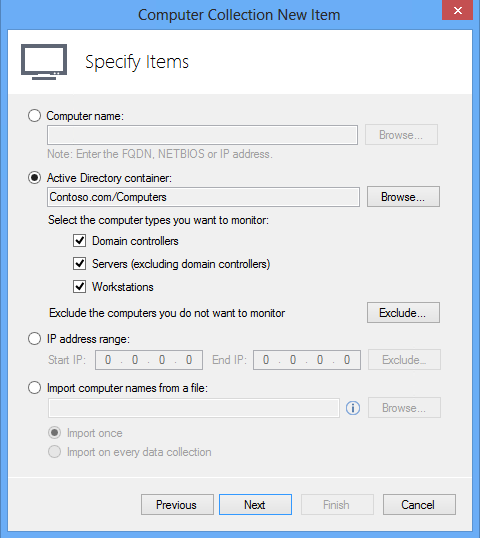 Computer Collection New Item
Specify Items
Computer name:
Browse...
Note: Enter the FQDN, NETBIOS or IP address.
Active Directory container:
Contoso.com/Computers Browse...
Select the computer types you want to monitor:
Domain controllers
Servers (excluding domain controllers)
Workstations
Exclude the computers you do not want to monitor Exclude...
IP address range:
Start IP: 0 . 0 . 0 . 0 End IP: 0 . 0 . 0 . 0 Exclude...
Import computer names from a file:
Browse...
Import once
Import on every data collection
Previous Next Finish Cancel